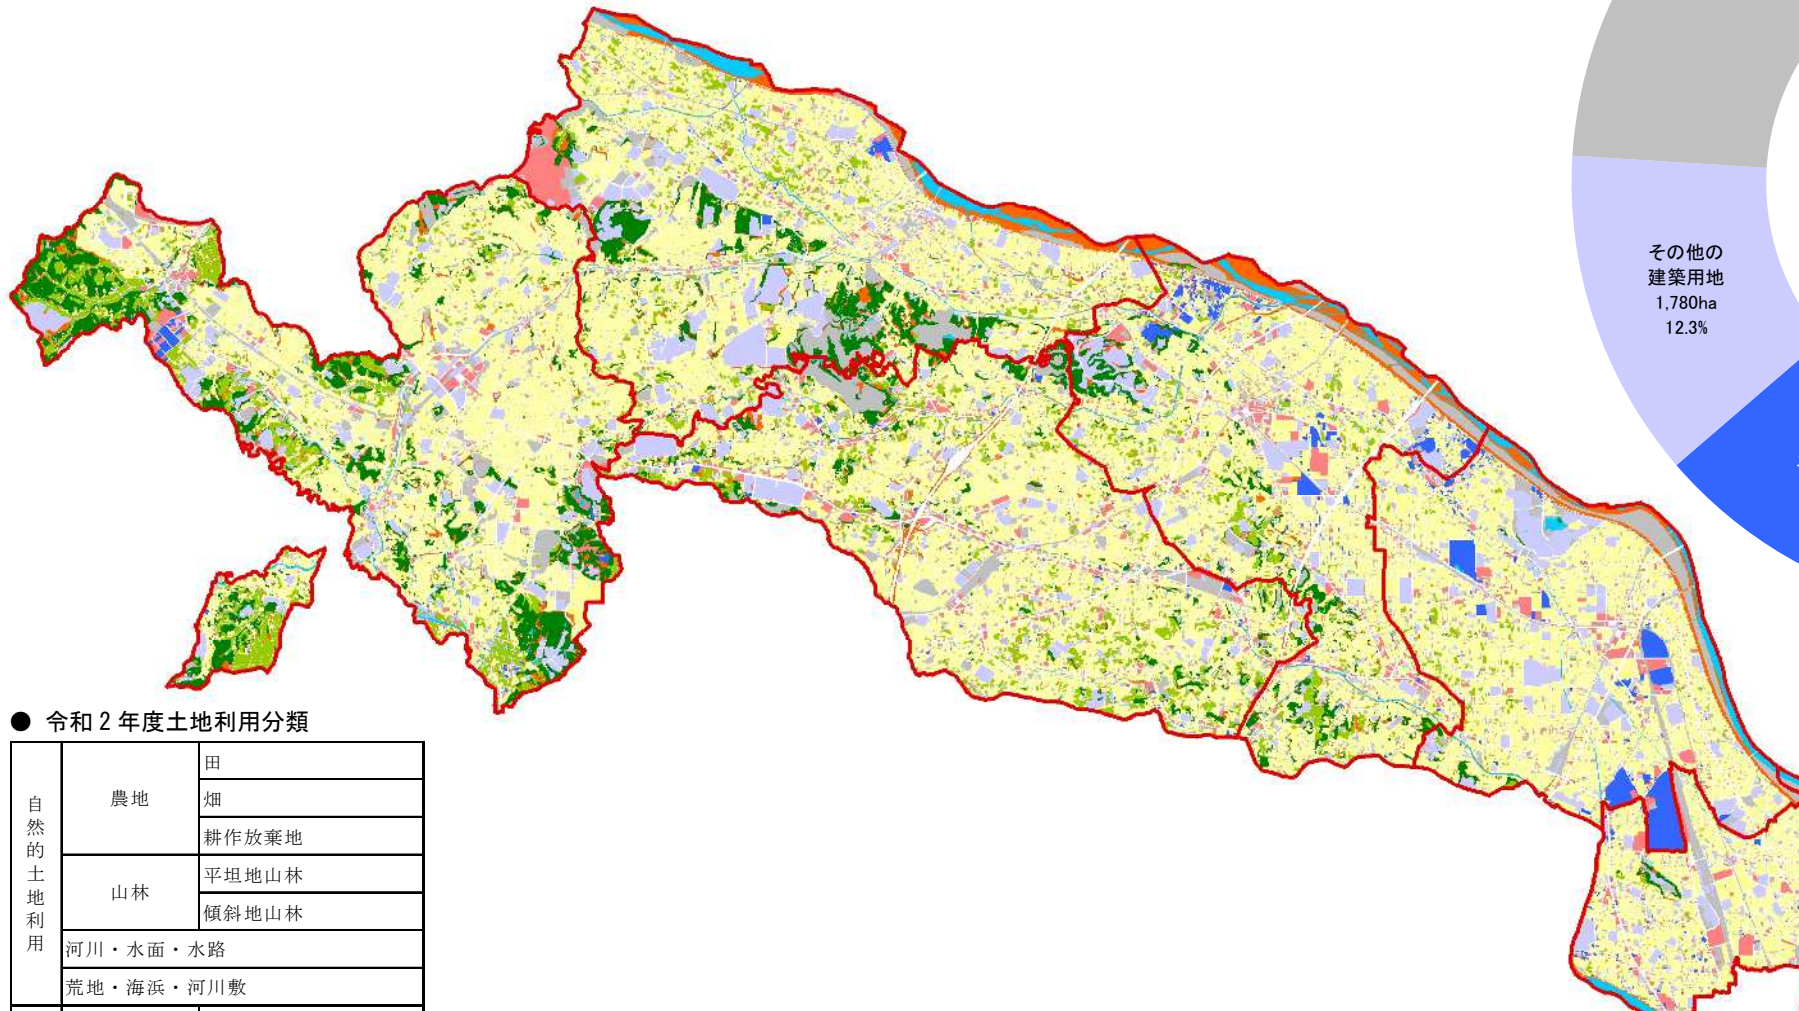 その他の
建築用地
1,780ha
12.3%
● 令和2年度土地利用分類
自然的土地利用
農地
田
畑
耕作放棄地
山林
平坦地山林
傾斜地山林
河川・水面・水路
荒地・海浜・河川敷